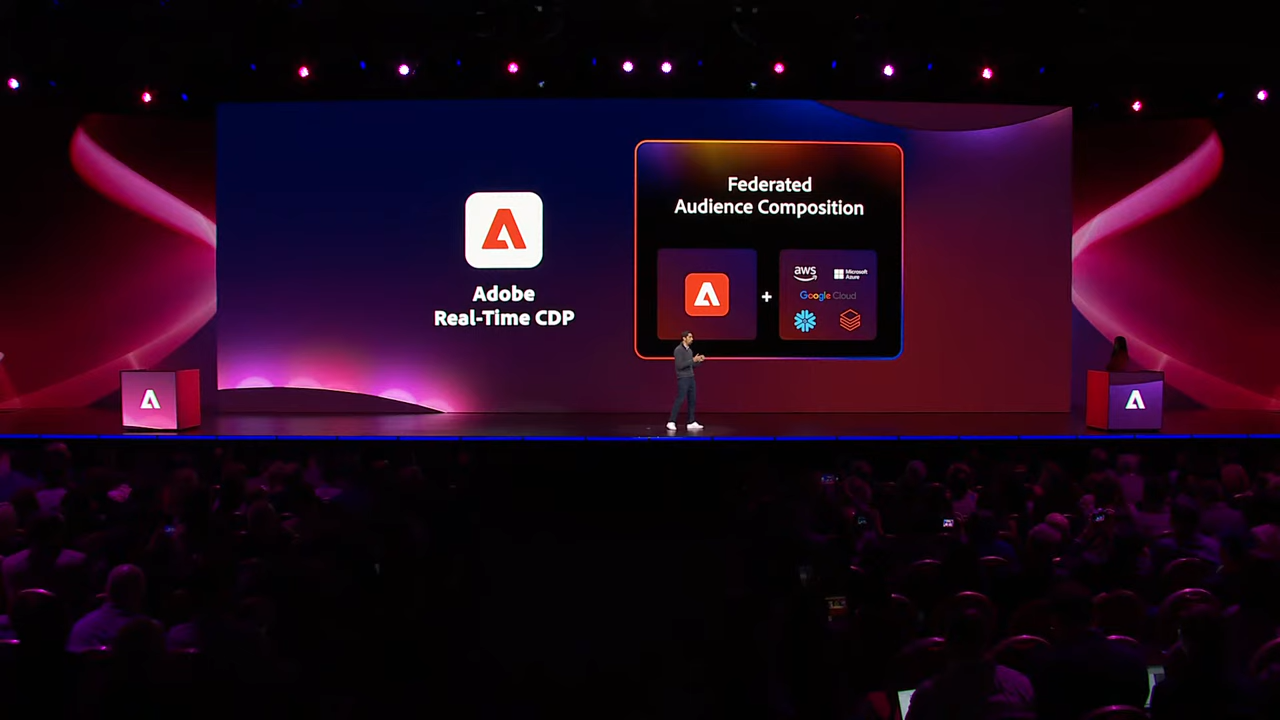 Adobe
Real-Time CDP
Federated
Audience Composition
aws
Microsoft
Azure
Google Cloud
+